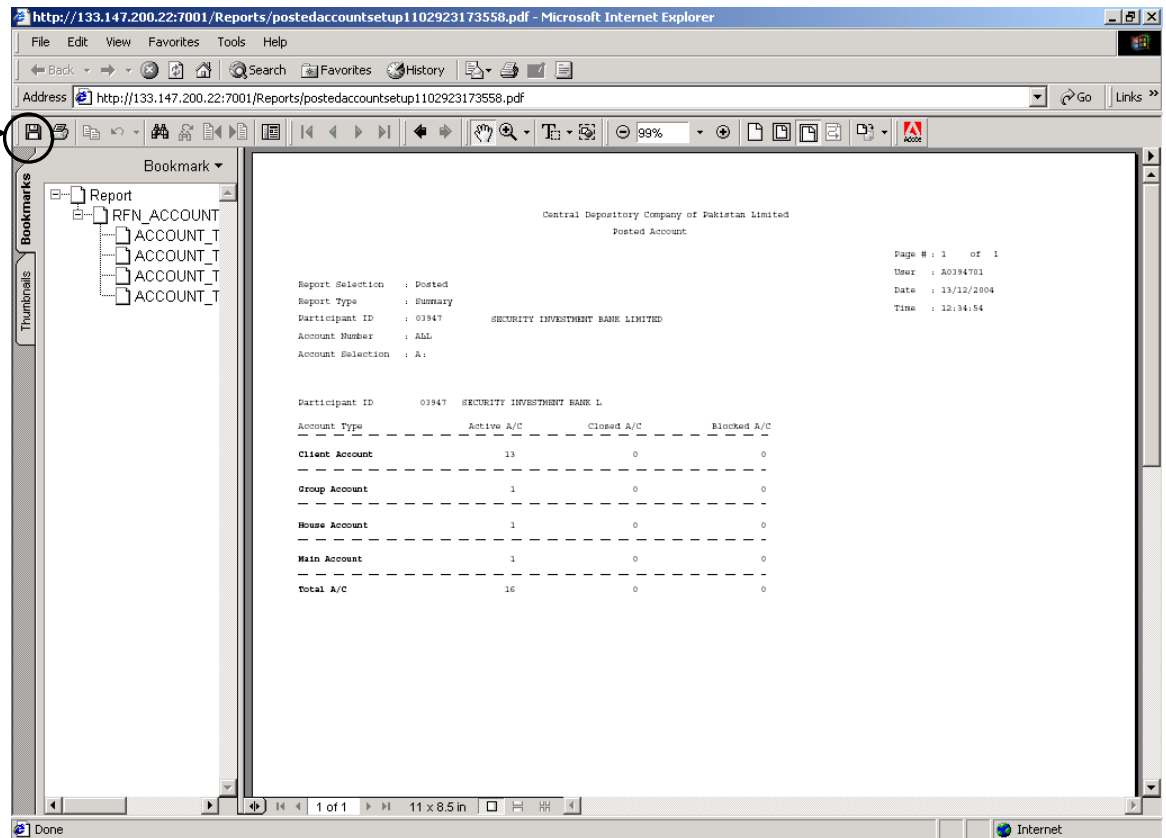 http://133.147.200.22:7001/Reports/postedaccountsetup1102923173558.pdf - Microsoft Internet Explorer
File Edit View Favorites Tools Help
Back Search Favorites History
Address http://133.147.200.22:7001/Reports/postedaccountsetup1102923173558.pdf Go Links »
99% Adobe
Bookmarks
Thumbnails
Bookmark
Report
RFN_ACCOUNT
ACCOUNT_T
ACCOUNT_T
ACCOUNT_T
ACCOUNT_T
Central Depository Company of Pakistan Limited
Posted Account
Page # : 1 of 1
User : A0394701
Date : 13/12/2004
Time : 12:34:54
Report Selection : Posted
Report Type : Summary
Participant ID : 03947 SECURITY INVESTMENT BANK LIMITED
Account Number : ALL
Account Selection : A:
Participant ID 03947 SECURITY INVESTMENT BANK L
Account Type Active A/C Closed A/C Blocked A/C
Client Account 13 0 0
Group Account 1 0 0
House Account 1 0 0
Main Account 1 0 0
Total A/C 16 0 0
1 of 1 11 x 8.5 in
Done Internet